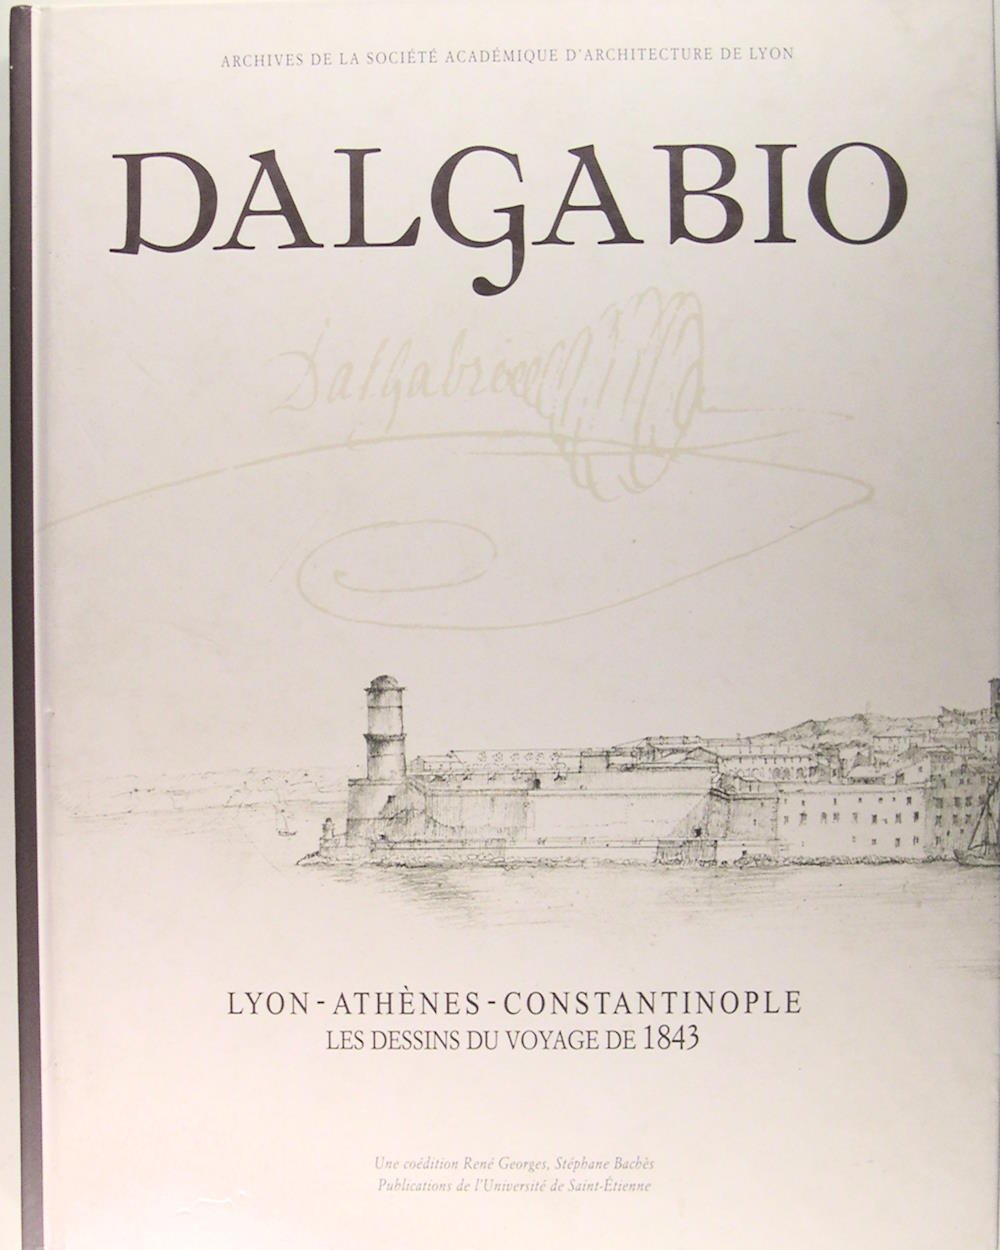 ARCHIVES DE LA SOCIÉTÉ ACADÉMIQUE D'ARCHITECTURE DE LYON
DALGABIO
Dalgabio
LYON - ATHÈNES - CONSTANTINOPLE
LES DESSINS DU VOYAGE DE 1843
Une coédition René Georges, Stéphane Bachès
Publications de l'Université de Saint-Étienne